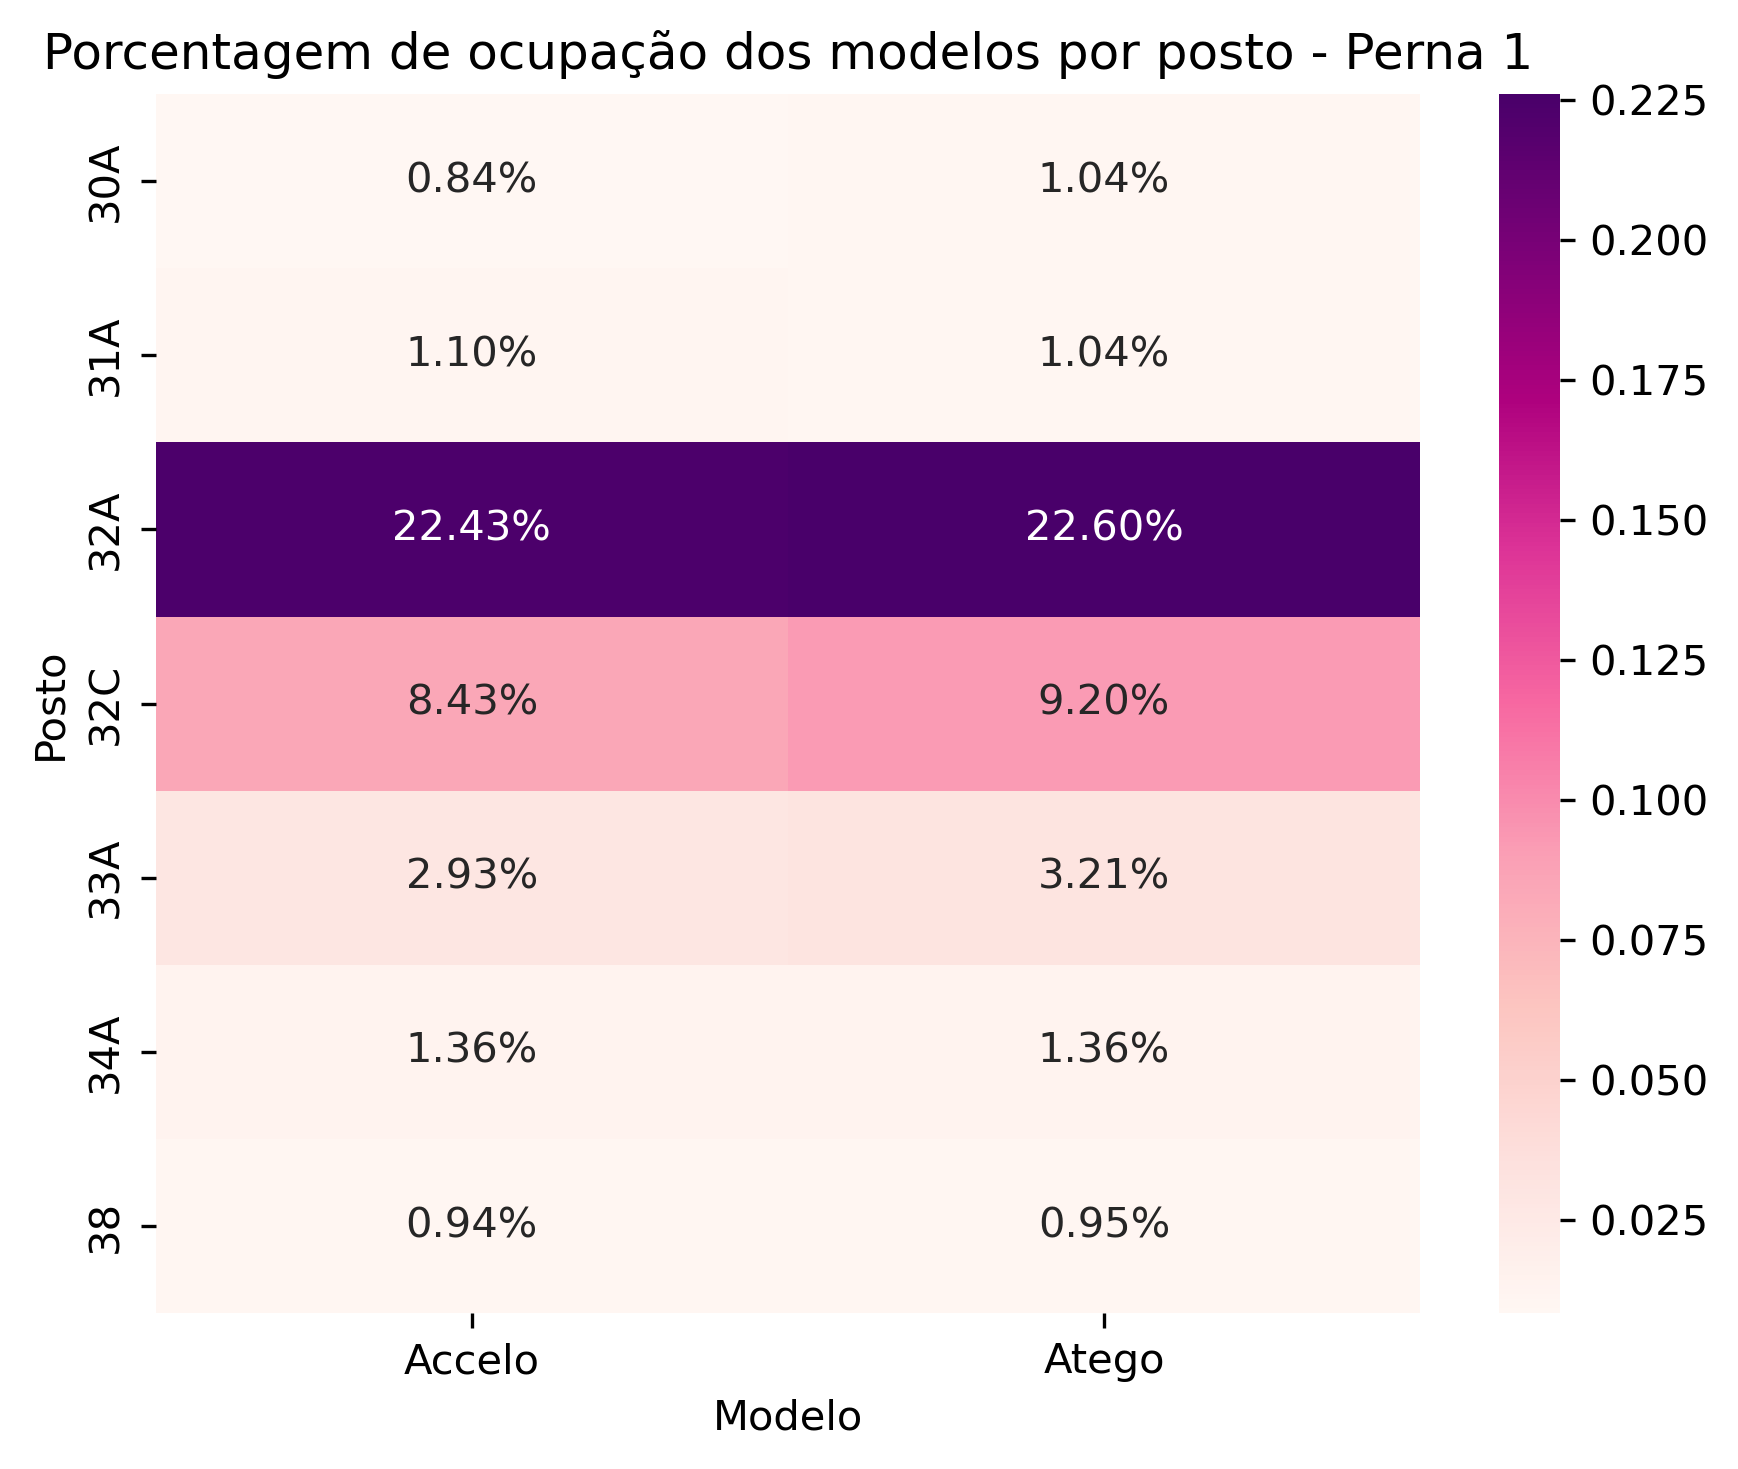 Porcentagem de ocupação dos modelos por posto - Perna 1
Posto
30A 0.84% 1.04%
31A 1.10% 1.04%
32A 22.43% 22.60%
32C 8.43% 9.20%
33A 2.93% 3.21%
34A 1.36% 1.36%
38 0.94% 0.95%
Accelo Atego
Modelo
0.225
0.200
0.175
0.150
0.125
0.100
0.075
0.050
0.025